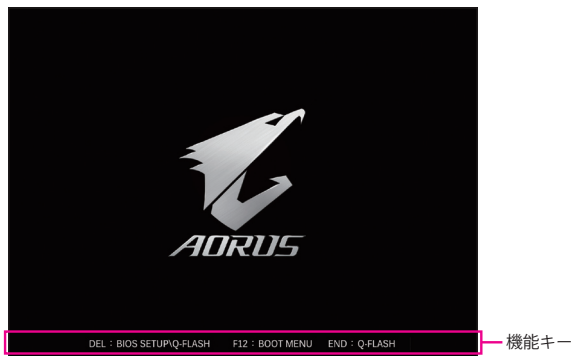 AORUS
DEL : BIOS SETUP\Q-FLASH F12 : BOOT MENU END : Q-FLASH
機能キー